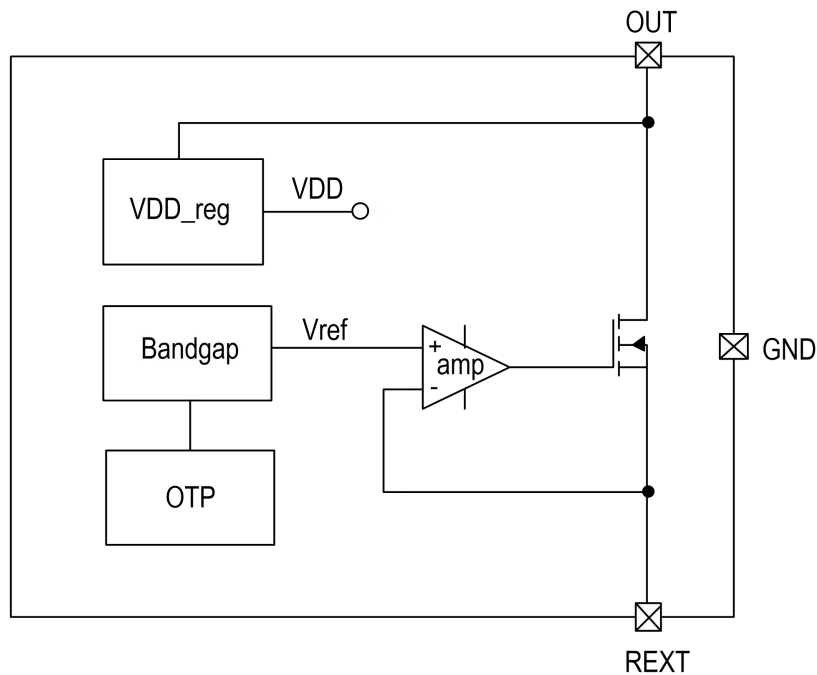 OUT
VDD_reg
VDD
Bandgap
Vref
+
amp
-
GND
OTP
REXT